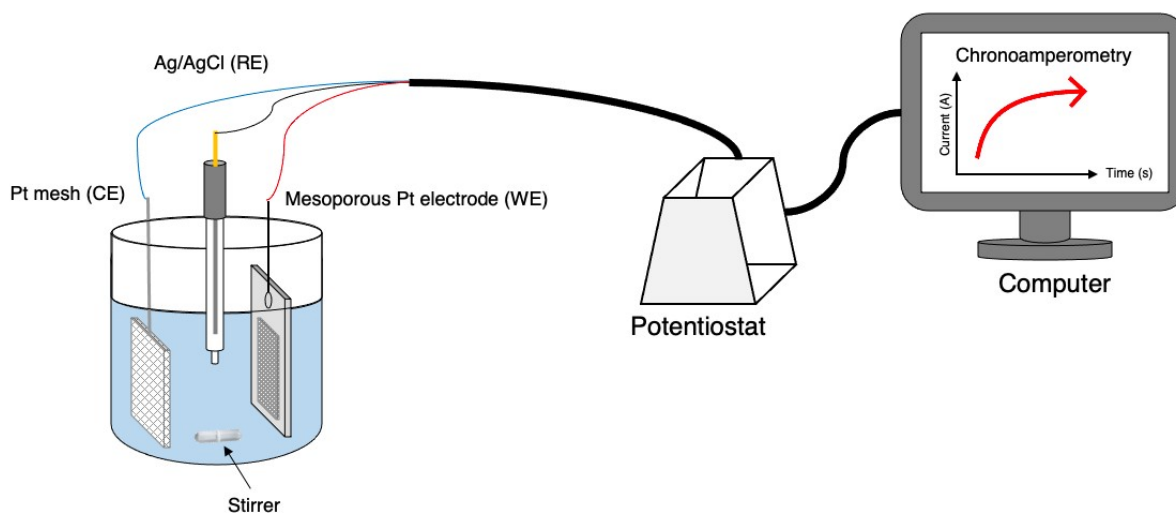 Ag/AgCl (RE)
Pt mesh (CE)
Mesoporous Pt electrode (WE)
Stirrer
Potentiostat
Chronoamperometry
Current (A)
Time (s)
Computer